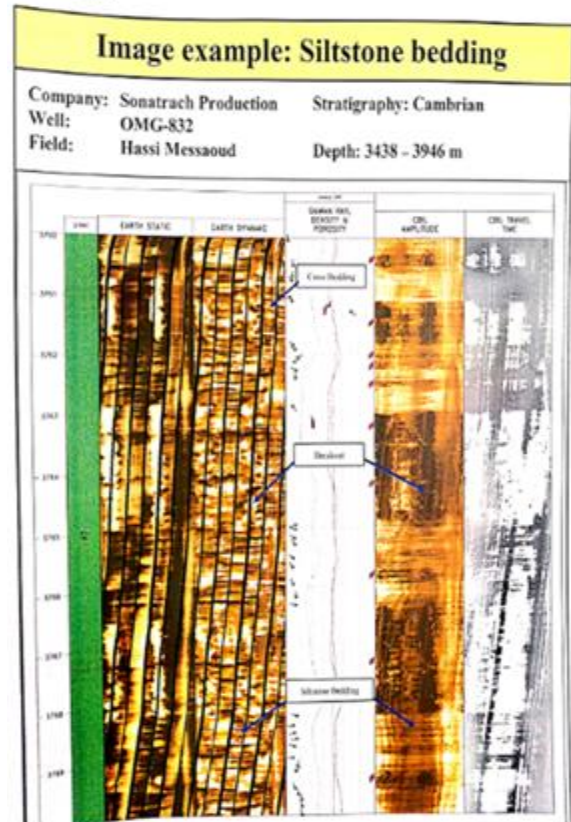 Image example: Siltstone bedding
Company: Sonatrach Production Stratigraphy: Cambrian
Well: OMG-832
Field: Hassi Messaoud Depth: 3438 – 3946 m
EARTH STATIC EARTH DYNAMIC GAMMA RAY, CBIL CBIL TRAVEL
DENSITY & AMPLITUDE TIME
POROSITY
Cross Bedding
Breakout
Siltstone Bedding